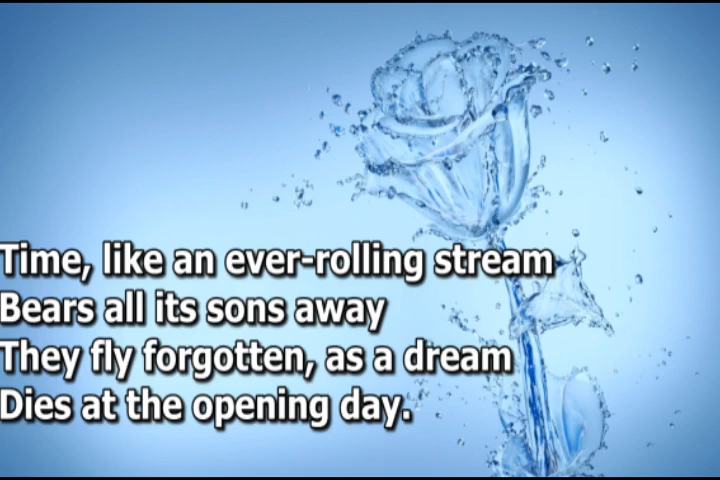 Time, like an ever-rolling stream
Bears all its sons away
They fly forgotten, as a dream
Dies at the opening day.